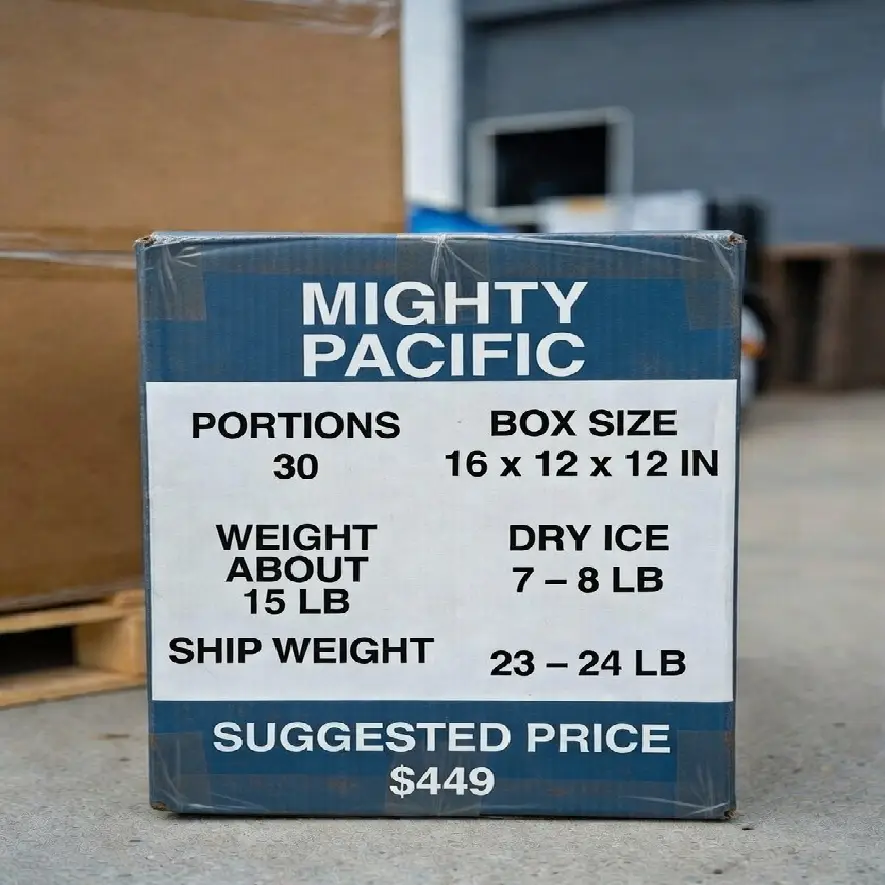 MIGHTY
PACIFIC
PORTIONS
30
BOX SIZE
16 x 12 x 12 IN
WEIGHT
ABOUT
15 LB
DRY ICE
7 – 8 LB
SHIP WEIGHT
23 – 24 LB
SUGGESTED PRICE
$449